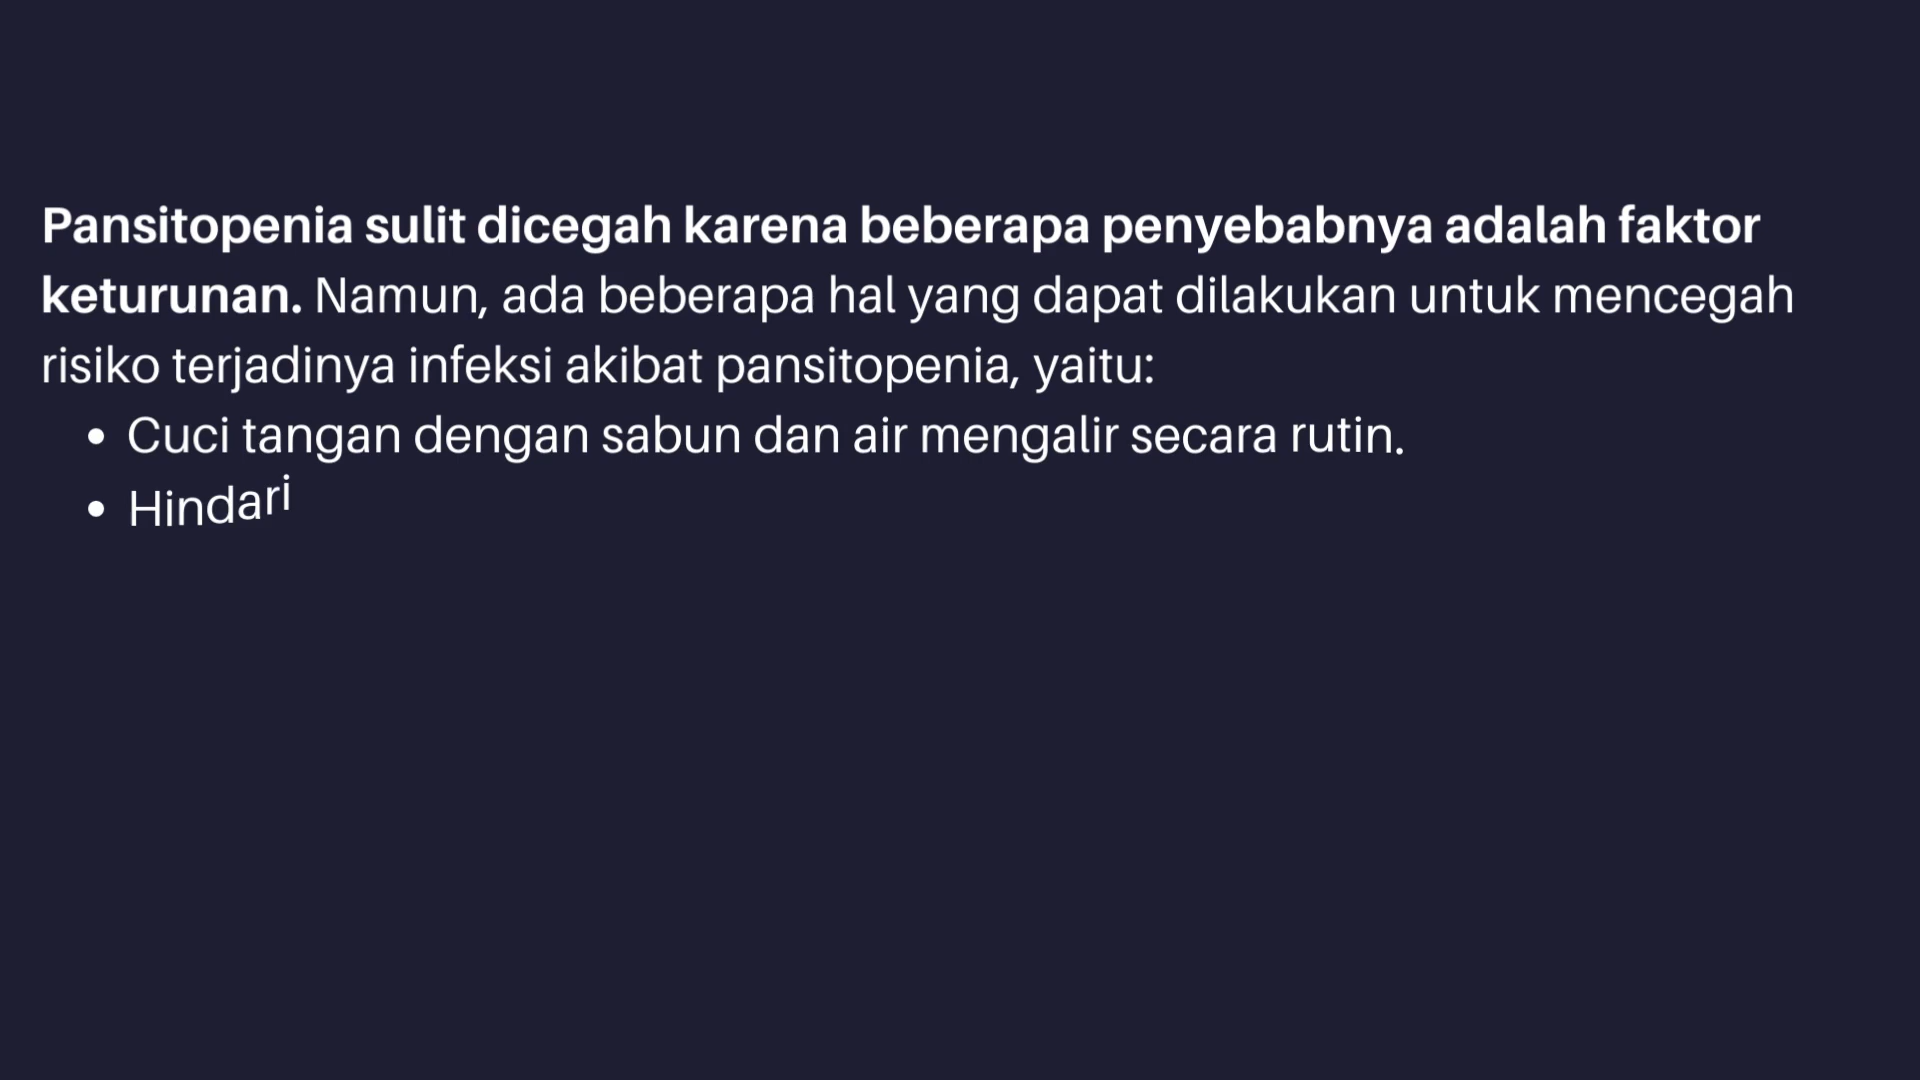 Pansitopenia sulit dicegah karena beberapa penyebabnya adalah faktor
keturunan. Namun, ada beberapa hal yang dapat dilakukan untuk mencegah
risiko terjadinya infeksi akibat pansitopenia, yaitu:
• Cuci tangan dengan sabun dan air mengalir secara rutin.
• Hindari